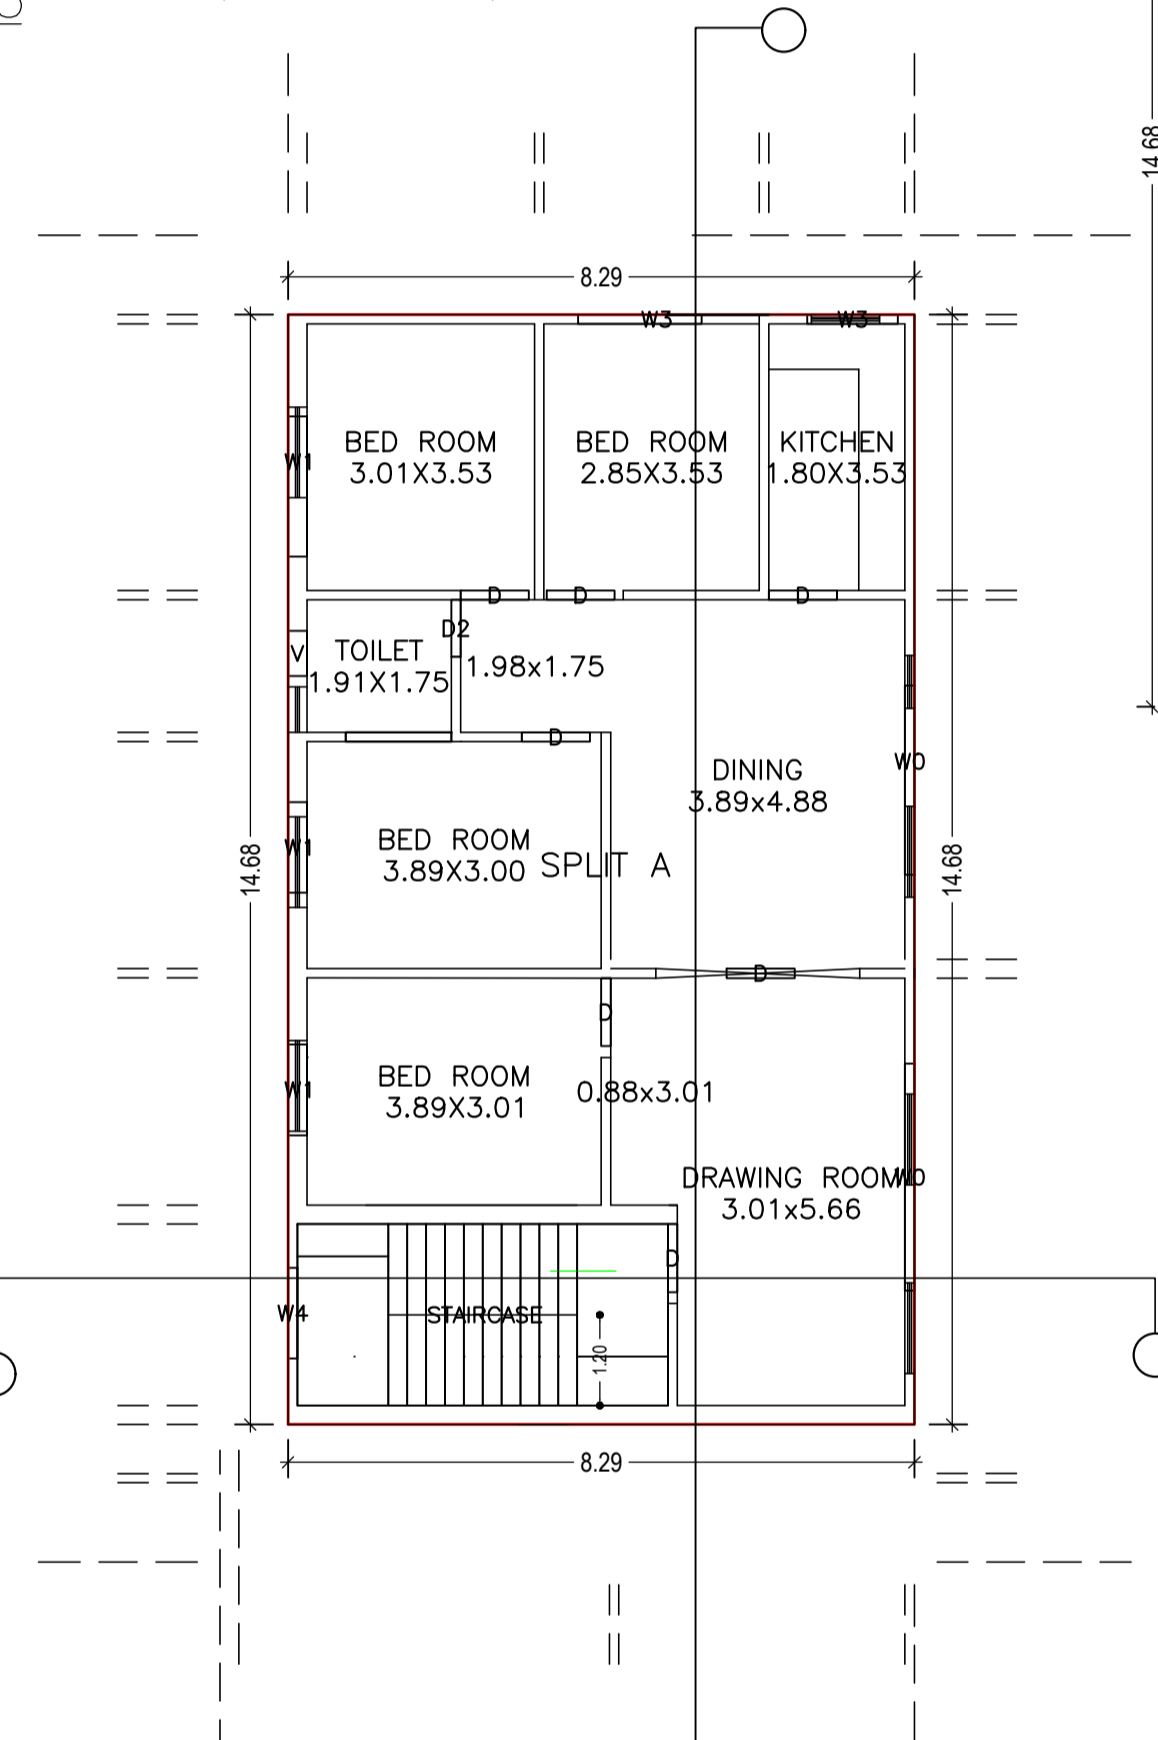 14.68
8.29
W3
W3
BED ROOM
3.01X3.53
BED ROOM
2.85X3.53
KITCHEN
1.80X3.53
W1
D
D
D
D2
V
TOILET
1.91X1.75
1.98x1.75
D
W0
DINING
3.89x4.88
W1
BED ROOM
3.89X3.00
SPLIT A
14.68
14.68
D
D
W1
BED ROOM
3.89X3.01
0.88x3.01
DRAWING ROOM
3.01x5.66
W0
D
W4
STAIRCASE
1.20
8.29